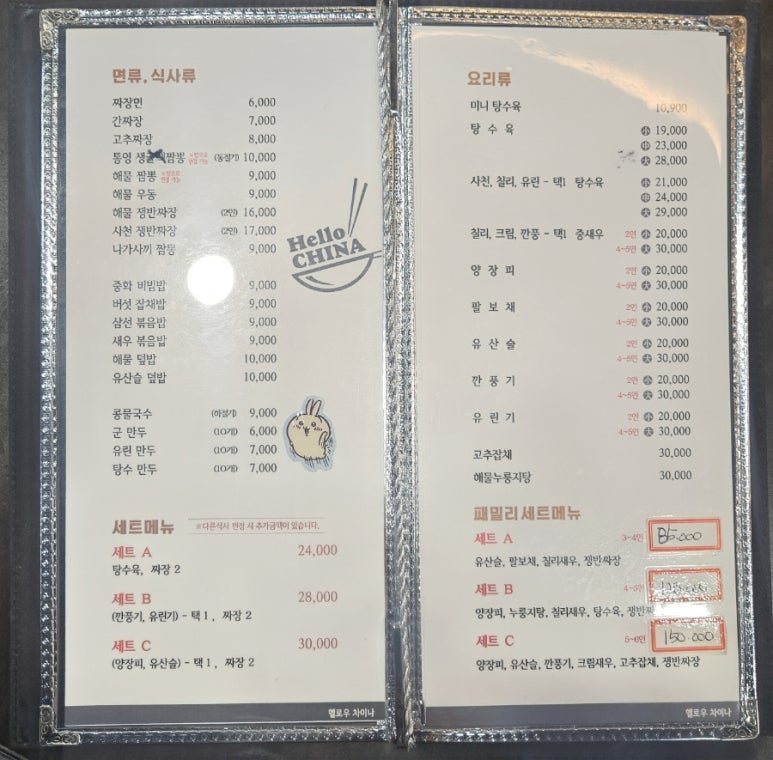 면류, 식사류
짜장면 6,000
간짜장 7,000
고추짜장 8,000
통영 생굴 짬뽕 (동절기) 10,000
해물 짬뽕 9,000
해물 우동 9,000
해물 쟁반짜장 (2인) 16,000
사천 쟁반짜장 (2인) 17,000
나가사끼 짬뽕 9,000
Hello
CHINA
중화 비빔밥 9,000
버섯 잡채밥 9,000
삼선 볶음밥 9,000
새우 볶음밥 9,000
해물 덮밥 10,000
유산슬 덮밥 10,000
콩물국수 (하절기) 9,000
군 만두 (10개) 6,000
유린 만두 (10개) 7,000
탕수 만두 (10개) 7,000
세트메뉴 ※다른식사 변경 시 추가금액이 있습니다.
세트 A 24,000
탕수육, 짜장 2
세트 B 28,000
(깐풍기, 유린기) - 택 1, 짜장 2
세트 C 30,000
(양장피, 유산슬) - 택 1, 짜장 2
옐로우 차이나
요리류
미니 탕수육 10,900
탕 수 육 小 19,000
中 23,000
大 28,000
사천, 칠리, 유린 - 택1 탕수육 小 21,000
中 24,000
大 29,000
칠리, 크림, 깐풍 - 택1 중새우 2인 小 20,000
4~5인 大 30,000
양 장 피 2인 小 20,000
4~5인 大 30,000
팔 보 채 2인 小 20,000
4~5인 大 30,000
유 산 슬 2인 小 20,000
4~5인 大 30,000
깐 풍 기 2인 小 20,000
4~5인 大 30,000
유 린 기 2인 小 20,000
4~5인 大 30,000
고추잡채 30,000
해물누룽지탕 30,000
패밀리세트메뉴
세트 A 3~4인 85.000
유산슬, 팔보채, 칠리새우, 쟁반짜장
세트 B 4~5인
양장피, 누룽지탕, 칠리새우, 탕수육,
세트 C 5~6인 150.000
양장피, 유산슬, 깐풍기, 크림새우, 고추잡채, 쟁반짜장
옐로우 차이나